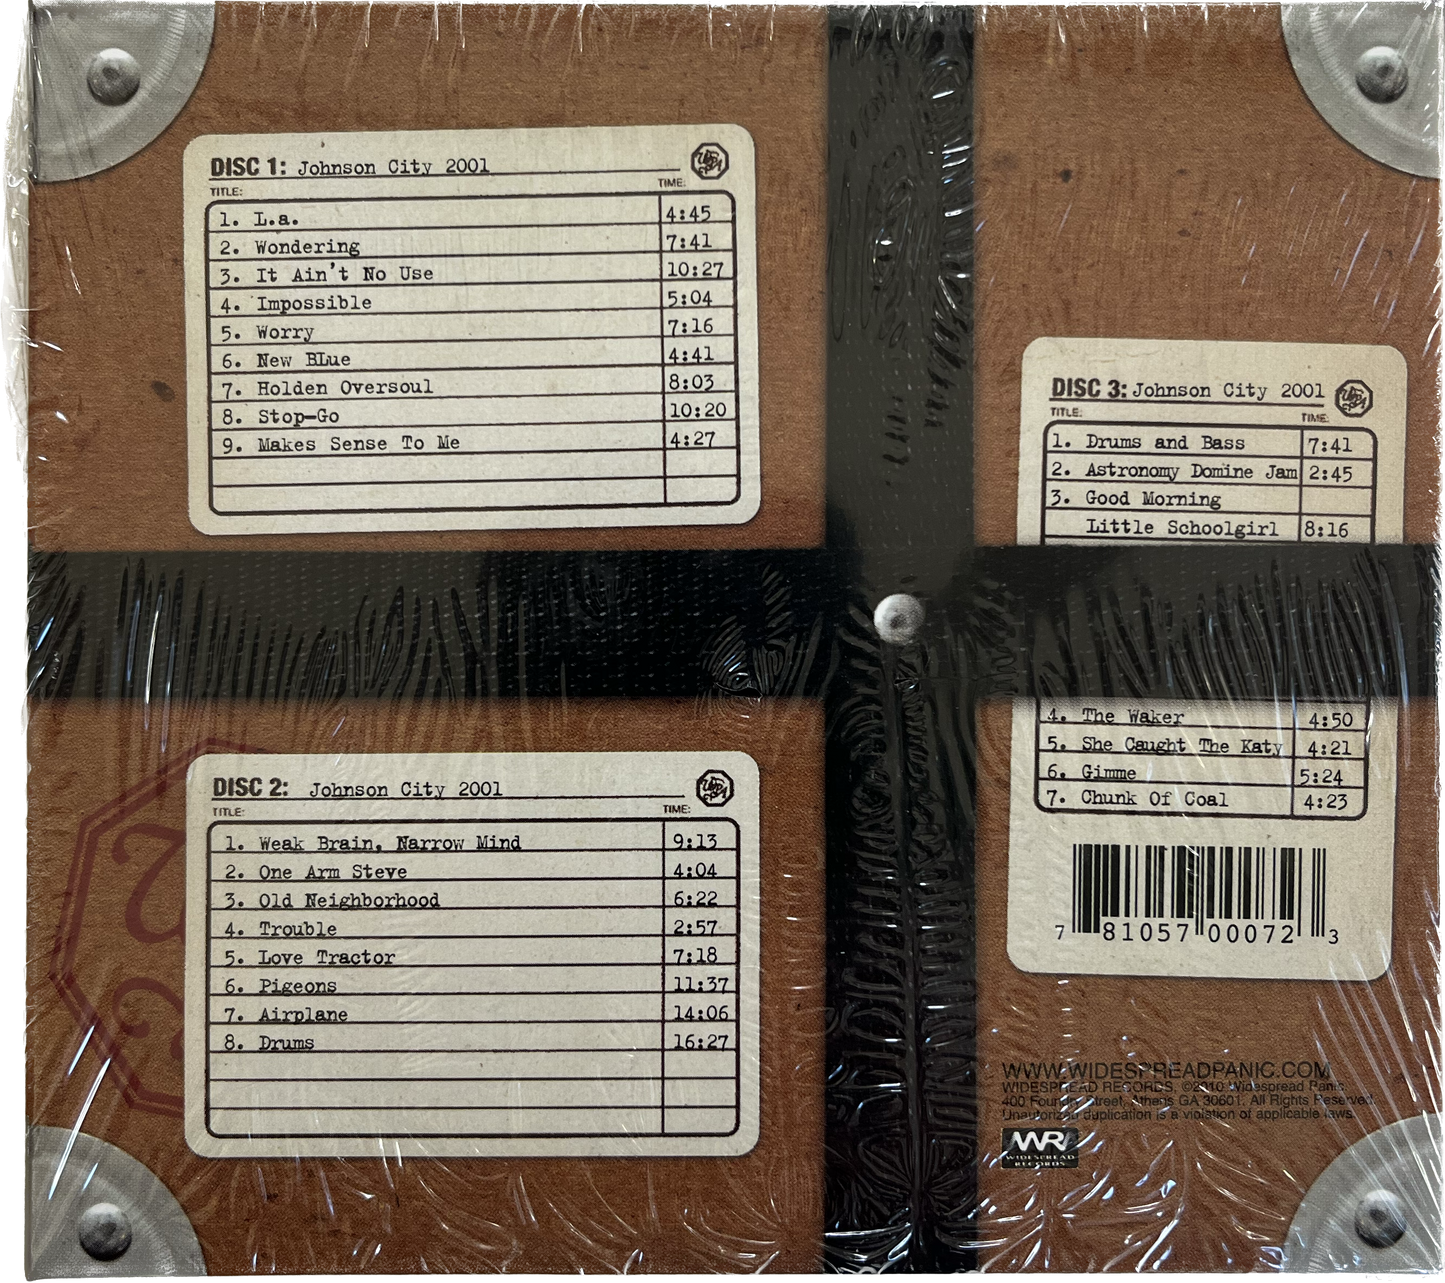 DISC 1: Johnson City 2001
TITLE: TIME:
1. L.a. 4:45
2. Wondering 7:41
3. It Ain't No Use 10:27
4. Impossible 5:04
5. Worry 7:16
6. New BLue 4:41
7. Holden Oversoul 8:03
8. Stop-Go 10:20
9. Makes Sense To Me 4:27
DISC 2: Johnson City 2001
TITLE: TIME:
1. Weak Brain, Narrow Mind 9:13
2. One Arm Steve 4:04
3. Old Neighborhood 6:22
4. Trouble 2:57
5. Love Tractor 7:18
6. Pigeons 11:37
7. Airplane 14:06
8. Drums 16:27
DISC 3: Johnson City 2001
TITLE: TIME:
1. Drums and Bass 7:41
2. Astronomy Domine Jam 2:45
3. Good Morning
Little Schoolgirl 8:16
4. The Waker 4:50
5. She Caught The Katy 4:21
6. Gimme 5:24
7. Chunk Of Coal 4:23
7 81057 00072 3
WWW.WIDESPREADPANIC.COM
WIDESPREAD RECORDS, ©2010 Widespread Panic.
400 Foundry Street, Athens GA 30601. All Rights Reserved.
Unauthorized duplication is a violation of applicable laws.
WR
WIDESPREAD
RECORDS